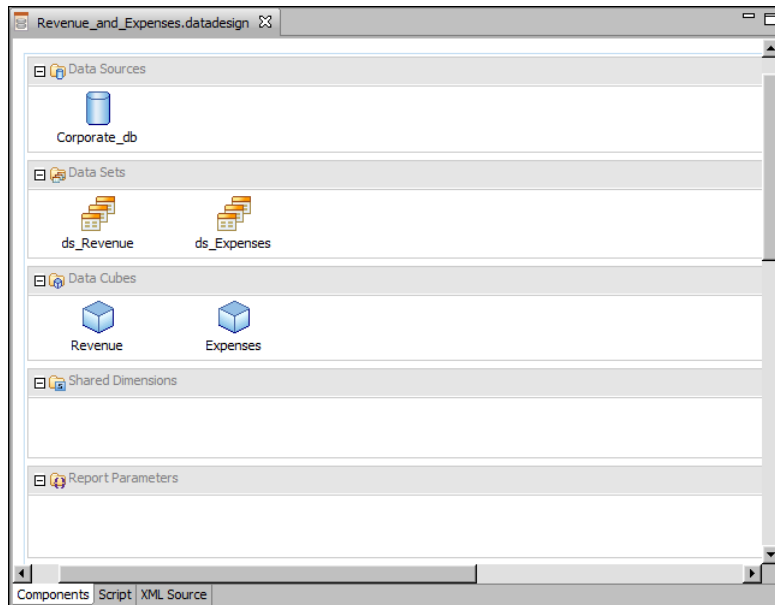 Revenue_and_Expenses.datadesign
Data Sources
Corporate_db
Data Sets
ds_Revenue ds_Expenses
Data Cubes
Revenue Expenses
Shared Dimensions
Report Parameters
Components Script XML Source